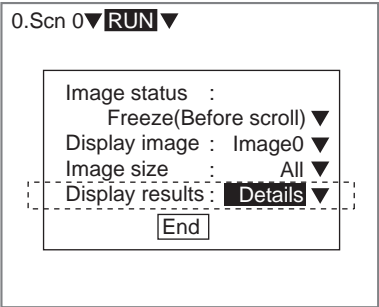 0.Scn 0▼ RUN ▼
Image status :
Freeze(Before scroll) ▼
Display image : Image0 ▼
Image size : All ▼
Display results : Details ▼
End